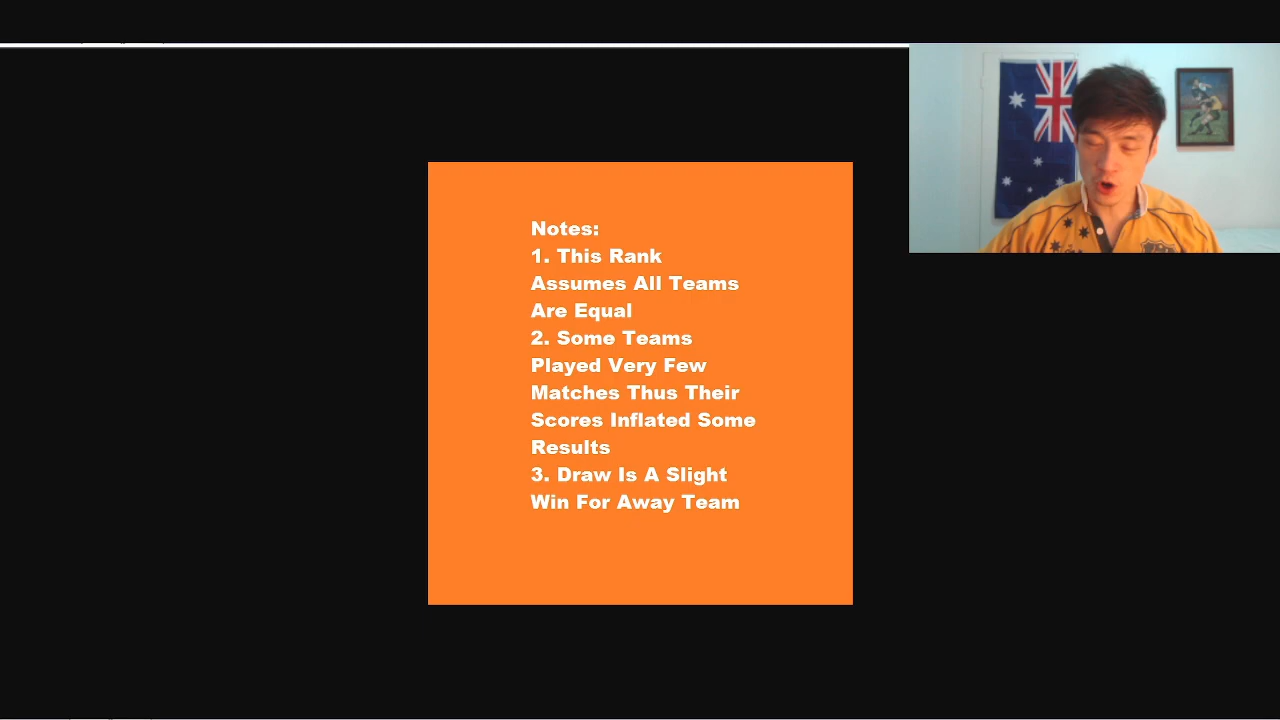 Notes:
1. This Rank
Assumes All Teams
Are Equal
2. Some Teams
Played Very Few
Matches Thus Their
Scores Inflated Some
Results
3. Draw Is A Slight
Win For Away Team